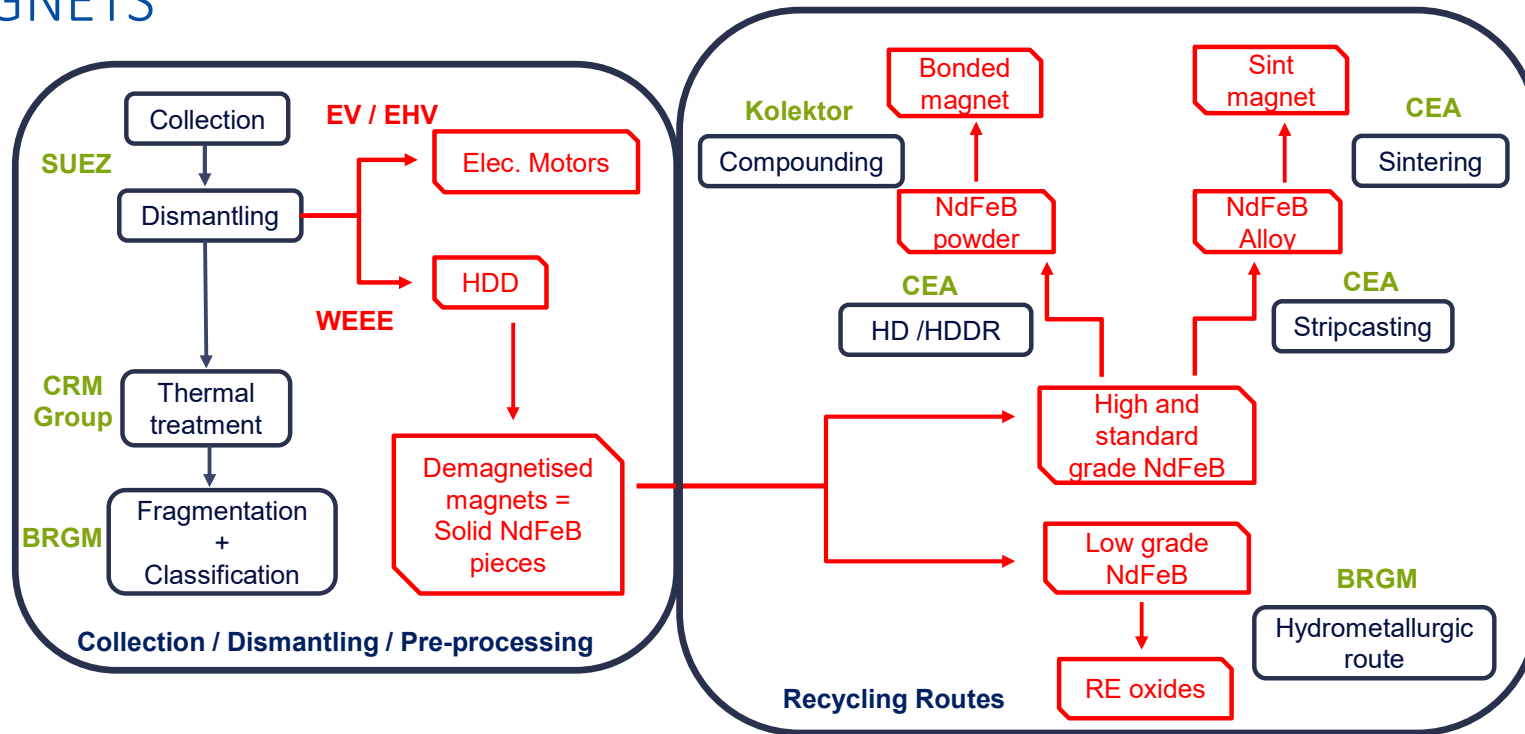 GNETS
Collection
EV / EHV
SUEZ
Elec. Motors
Dismantling
HDD
WEEE
CRM
Group
Thermal
treatment
Demagnetised
magnets =
Solid NdFeB
pieces
BRGM
Fragmentation
+
Classification
Collection / Dismantling / Pre-processing
Bonded
magnet
Sint
magnet
Kolektor
Compounding
CEA
Sintering
NdFeB
powder
NdFeB
Alloy
CEA
HD /HDDR
CEA
Stripcasting
High and
standard
grade NdFeB
Low grade
NdFeB
BRGM
Hydrometallurgic
route
RE oxides
Recycling Routes